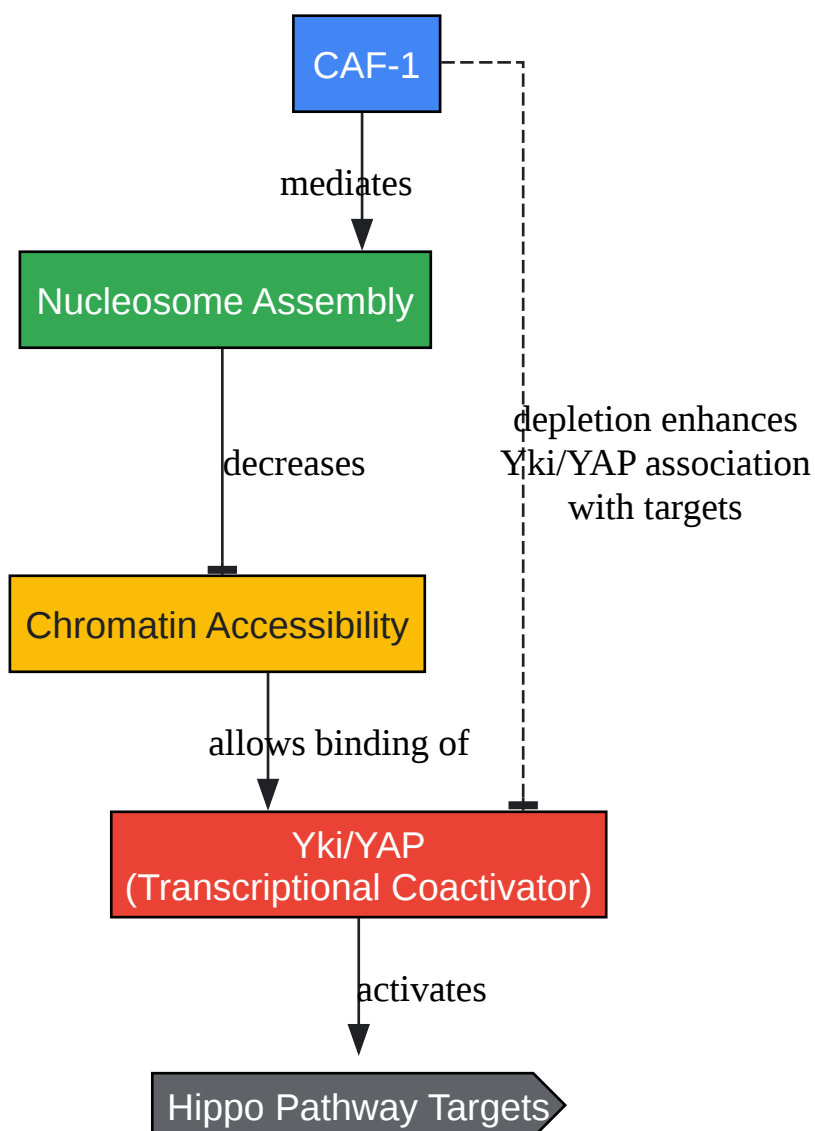 CAF-1
mediates
Nucleosome Assembly
decreases
depletion enhances
Yki/YAP association
with targets
Chromatin Accessibility
allows binding of
Yki/YAP
(Transcriptional Coactivator)
activates
Hippo Pathway Targets